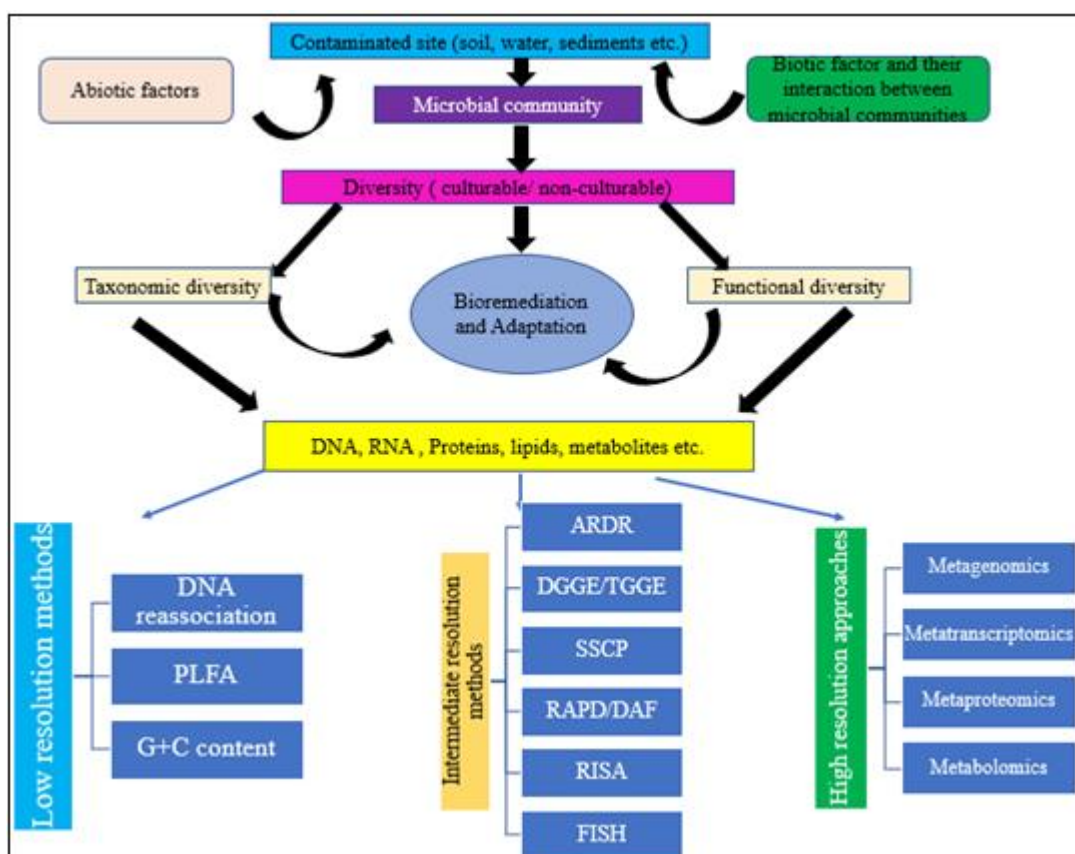 Contaminated site (soil, water, sediments etc.)
Abiotic factors
Biotic factor and their
interaction between
microbial communities
Microbial community
Diversity ( culturable/ non-culturable)
Taxonomic diversity
Bioremediation
and Adaptation
Functional diversity
DNA, RNA , Proteins, lipids, metabolites etc.
Low resolution methods
DNA
reassociation
PLFA
G+C content
Intermediate resolution
methods
ARDR
DGGE/TGGE
SSCP
RAPD/DAF
RISA
FISH
High resolution approaches
Metagenomics
Metatranscriptomics
Metaproteomics
Metabolomics